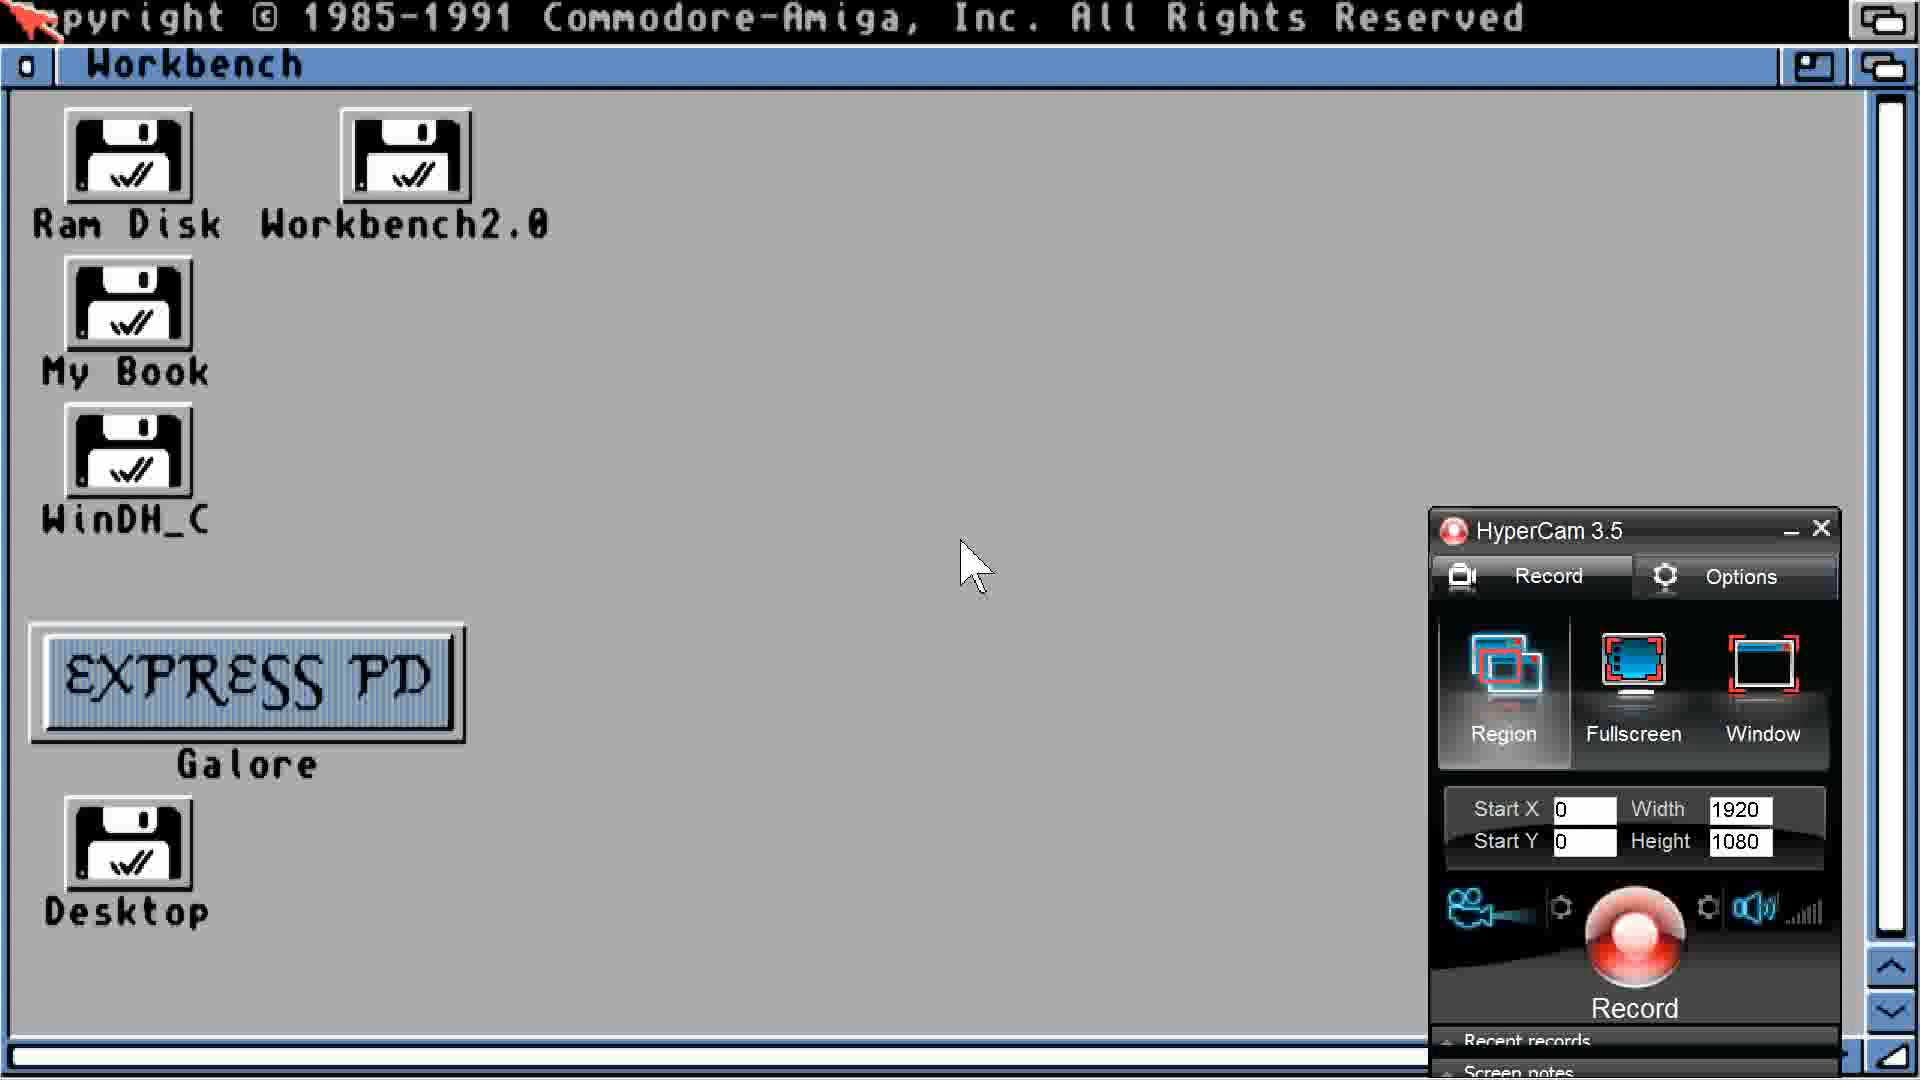 pyright © 1985-1991 Commodore-Amiga, Inc. All Rights Reserved
Workbench
Ram Disk
Workbench2.0
My Book
WinDH_C
EXPRESS PD
Galore
Desktop
HyperCam 3.5
Record
Options
Region
Fullscreen
Window
Start X 0 Width 1920
Start Y 0 Height 1080
Record
Recent records
Screen notes